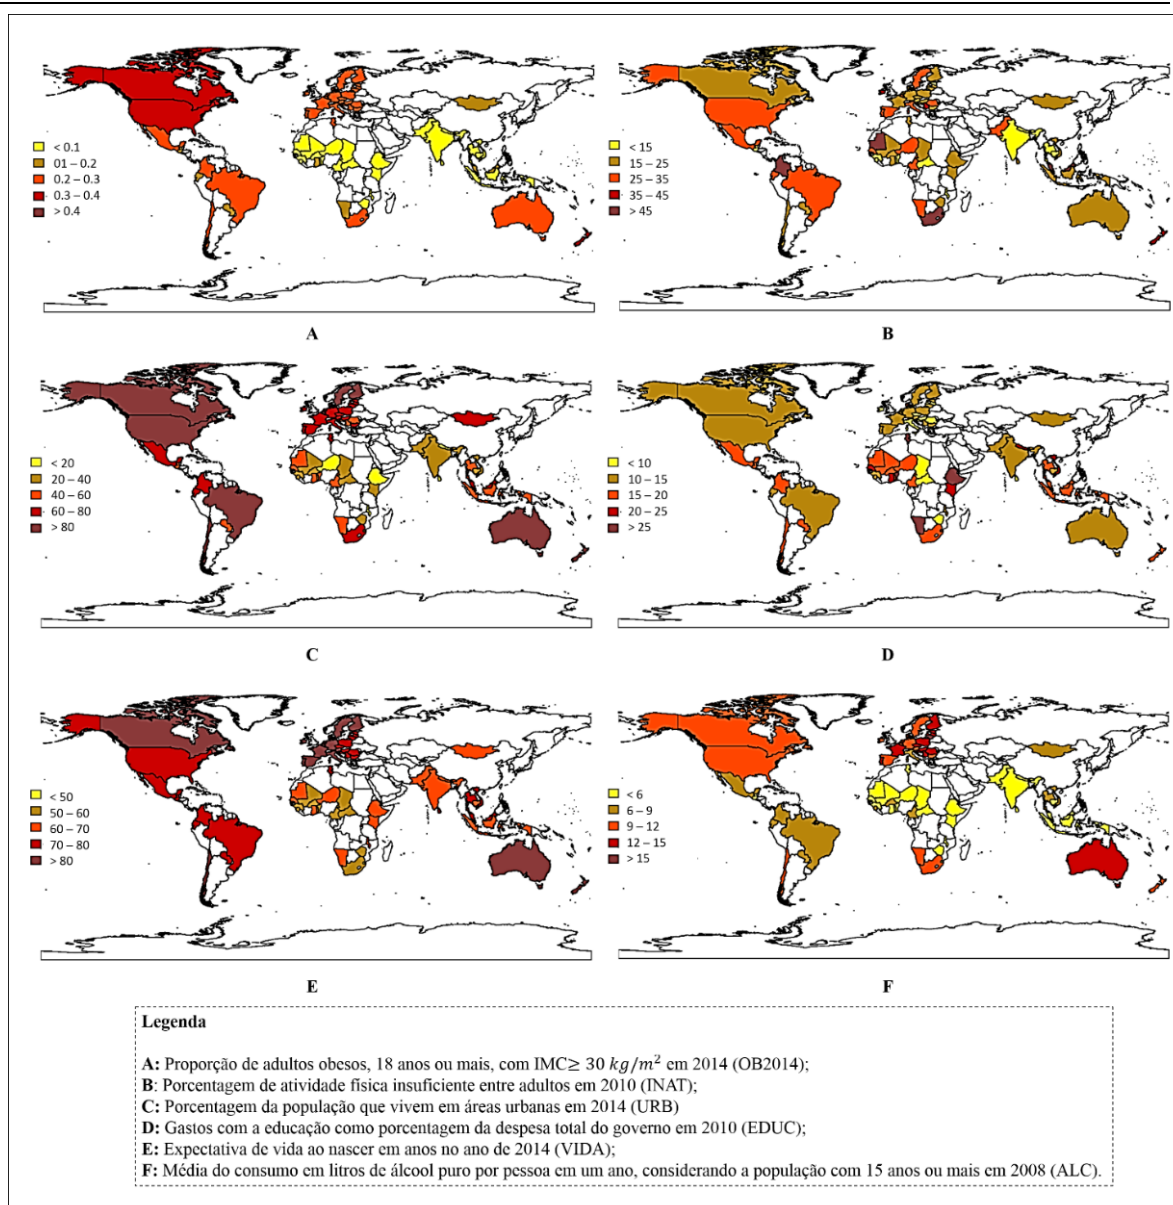 < 0.1
01 – 0.2
0.2 – 0.3
0.3 – 0.4
> 0.4
A
< 15
15 – 25
25 – 35
35 – 45
> 45
B
< 20
20 – 40
40 – 60
60 – 80
> 80
C
< 10
10 – 15
15 – 20
20 – 25
> 25
D
< 50
50 – 60
60 – 70
70 – 80
> 80
E
< 6
6 – 9
9 – 12
12 – 15
> 15
F
Legenda
A: Proporção de adultos obesos, 18 anos ou mais, com IMC≥ 30 kg/m² em 2014 (OB2014);
B: Porcentagem de atividade física insuficiente entre adultos em 2010 (INAT);
C: Porcentagem da população que vivem em áreas urbanas em 2014 (URB)
D: Gastos com a educação como porcentagem da despesa total do governo em 2010 (EDUC);
E: Expectativa de vida ao nascer em anos no ano de 2014 (VIDA);
F: Média do consumo em litros de álcool puro por pessoa em um ano, considerando a população com 15 anos ou mais em 2008 (ALC).